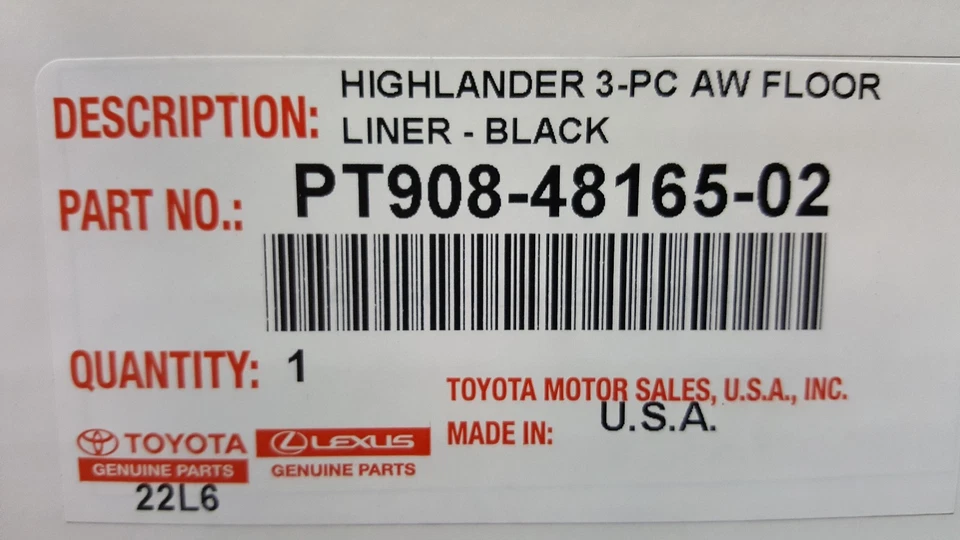 DESCRIPTION: HIGHLANDER 3-PC AW FLOOR
LINER - BLACK
PART NO.: PT908-48165-02
QUANTITY: 1
TOYOTA MOTOR SALES, U.S.A., INC.
MADE IN: U.S.A.
TOYOTA
GENUINE PARTS
22L6
LEXUS
GENUINE PARTS